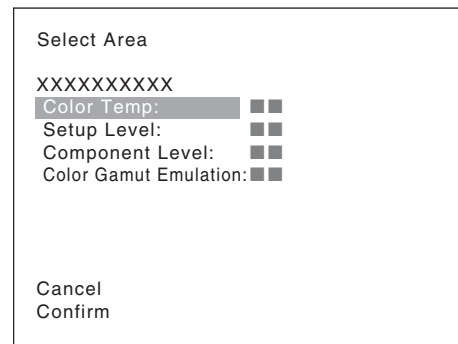 Select Area
XXXXXXXXXX
Color Temp: ■■
Setup Level: ■■
Component Level: ■■
Color Gamut Emulation: ■■
Cancel
Confirm